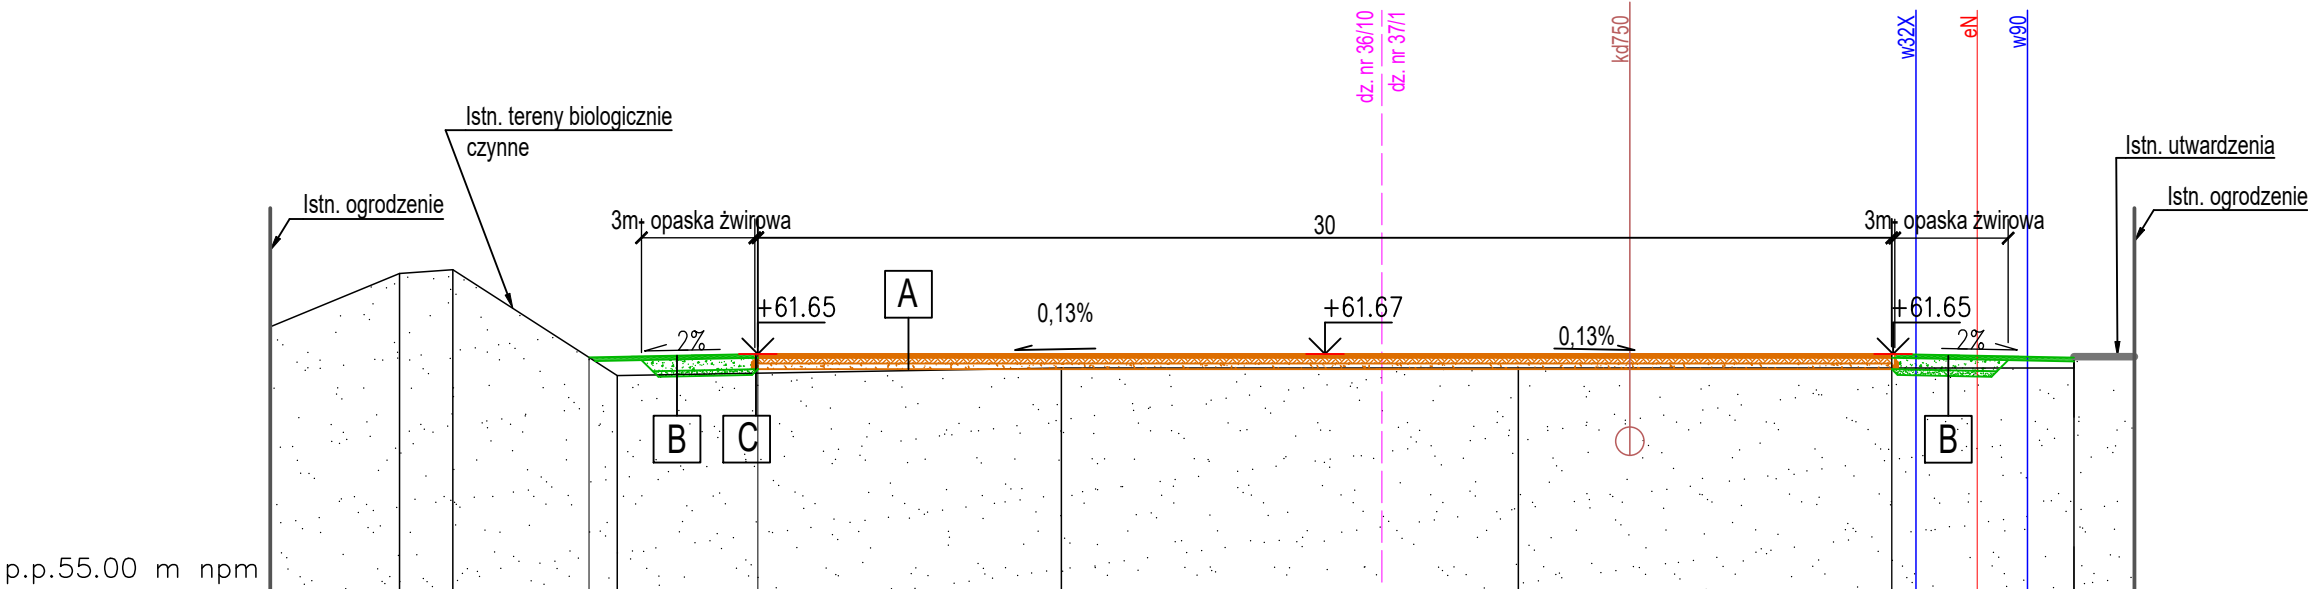 dz. nr 36/10
dz. nr 37/1
kd750
w32X
eN
w90
Istn. tereny biologicznie
czynne
Istn. utwardzenia
Istn. ogrodzenie
Istn. ogrodzenie
3m- opaska żwirowa
30
3m- opaska żwirowa
A
+61.65
0,13%
+61.67
0,13%
+61.65
2%
2%
B
C
B
p.p.55.00 m npm